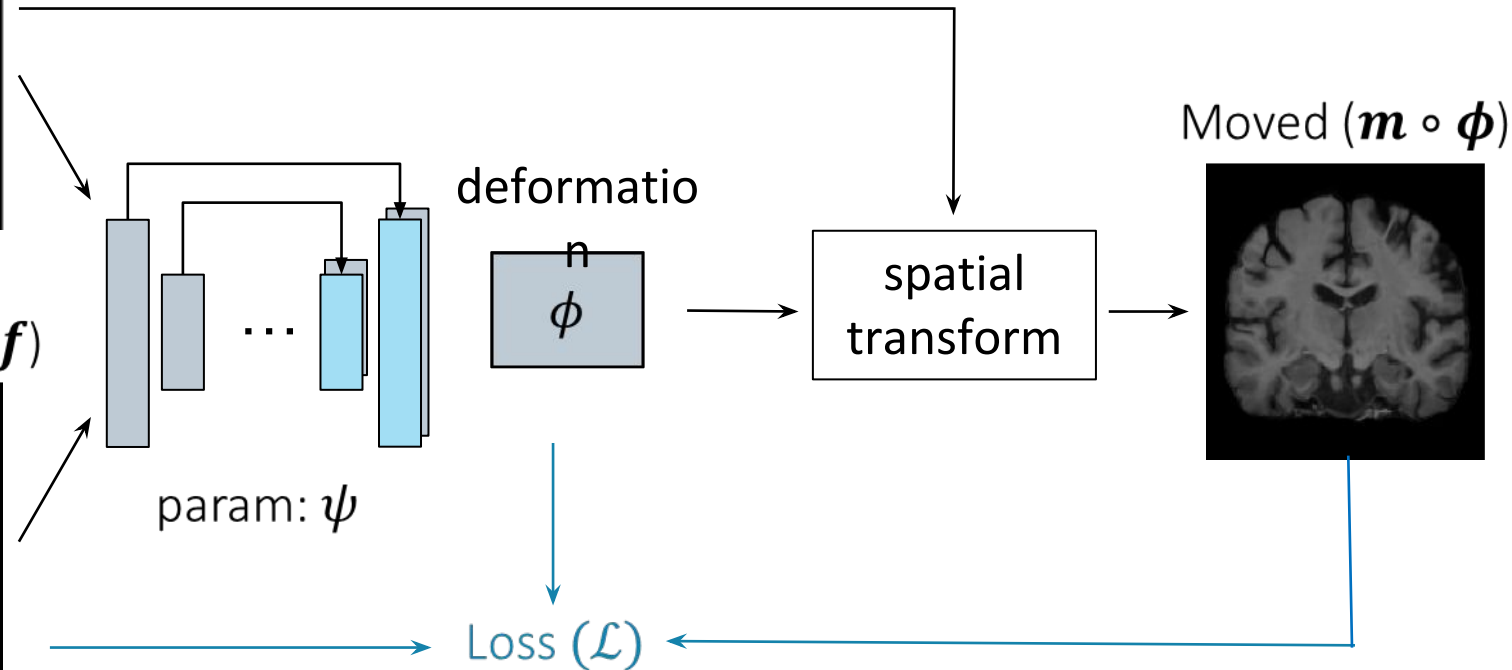 Moved (m ∘ ϕ)
deformatio
n
ϕ
spatial
transform
...
f)
param: ψ
Loss (ℒ)